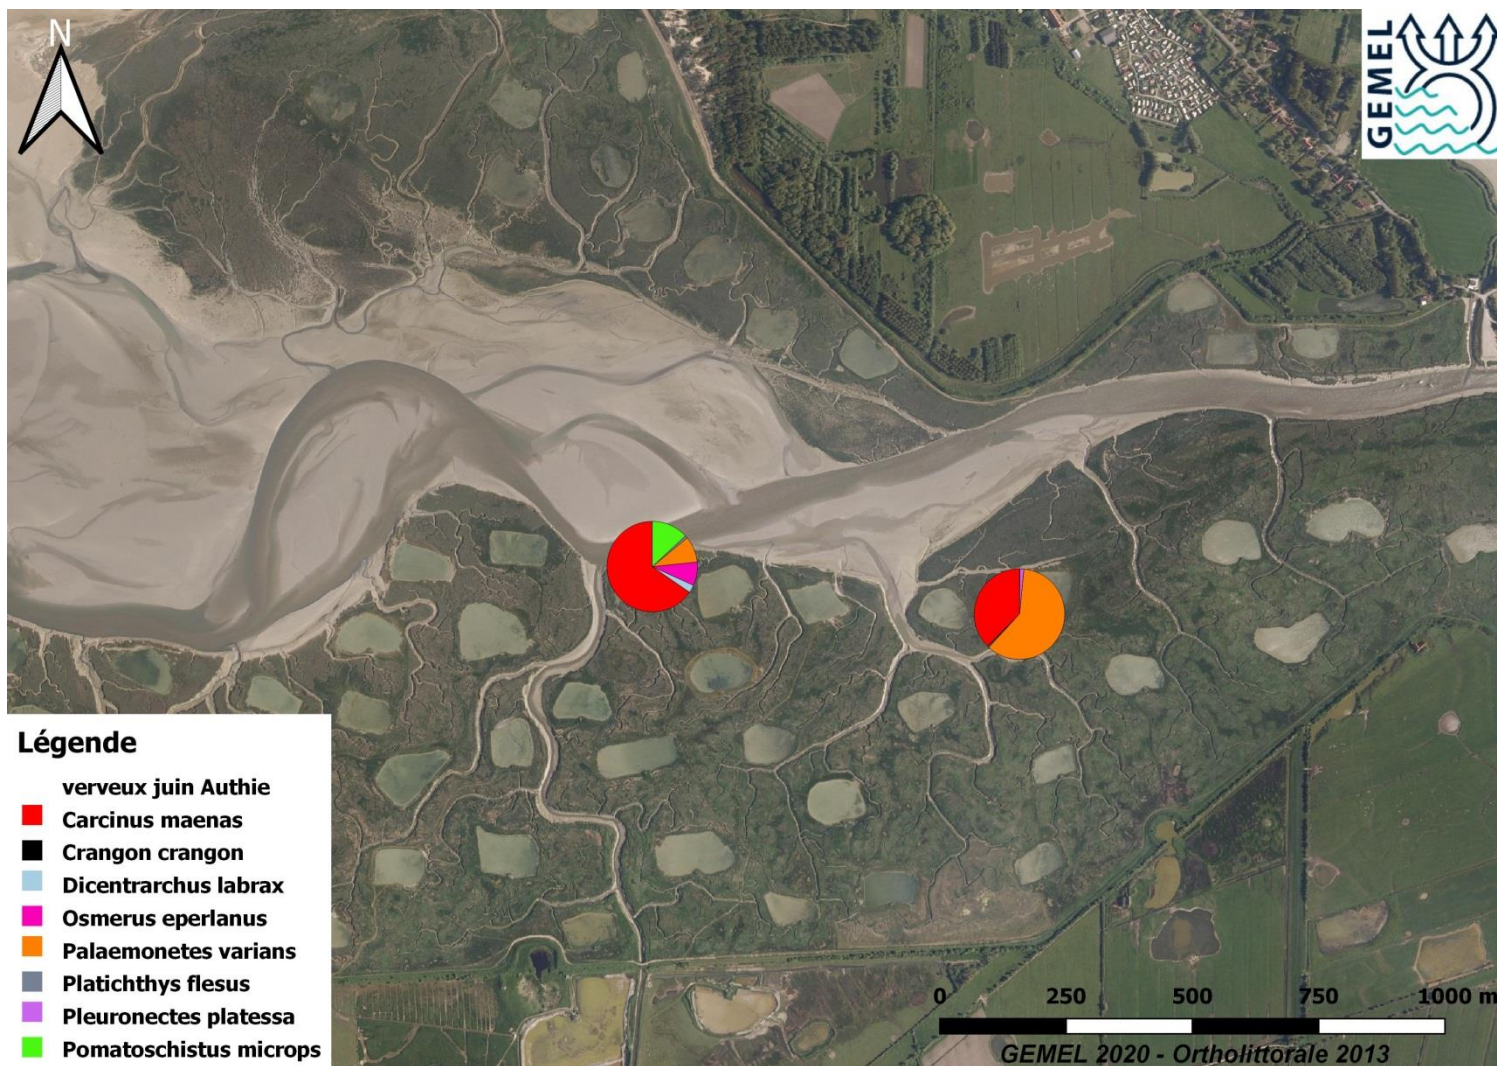 N
GEMEL
Légende
verveux juin Authie
Carcinus maenas
Crangon crangon
Dicentrarchus labrax
Osmerus eperlanus
Palaemonetes varians
Platichthys flesus
Pleuronectes platessa
Pomatoschistus microps
0 250 500 750 1000 m
GEMEL 2020 - Ortholittorale 2013